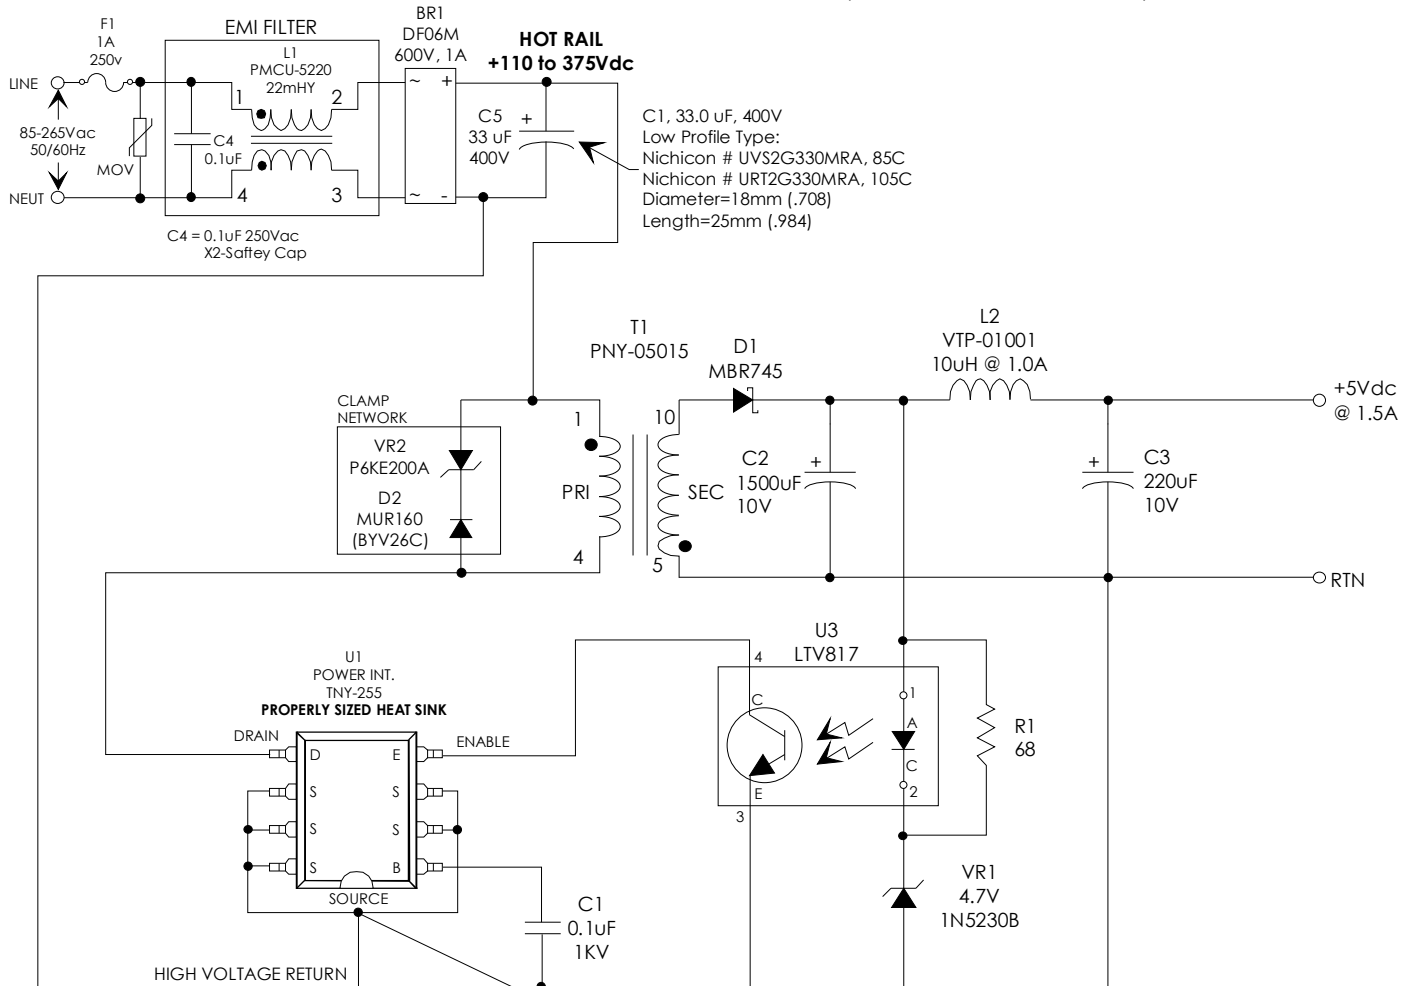 F1
1A
250v
EMI FILTER
L1
PMCU-5220
22mHY
BR1
DF06M
600V, 1A
HOT RAIL
+110 to 375Vdc
LINE
85-265Vac
50/60Hz
NEUT
MOV
C4
0.1uF
1
2
4
3
~
+
~
-
C5
33 uF
400V
+
C1, 33.0 uF, 400V
Low Profile Type:
Nichicon # UVS2G330MRA, 85C
Nichicon # URT2G330MRA, 105C
Diameter=18mm (.708)
Length=25mm (.984)
C4 = 0.1uF 250Vac
X2-Saftey Cap
T1
PNY-05015
D1
MBR745
L2
VTP-01001
10uH @ 1.0A
+5Vdc
@ 1.5A
CLAMP
NETWORK
VR2
P6KE200A
D2
MUR160
(BYV26C)
1
10
PRI
SEC
4
5
C2
1500uF
10V
+
C3
220uF
10V
+
RTN
U3
LTV817
4
C
E
3
1
A
C
2
R1
68
U1
POWER INT.
TNY-255
PROPERLY SIZED HEAT SINK
DRAIN
ENABLE
D
E
S
S
S
S
S
B
SOURCE
C1
0.1uF
1KV
VR1
4.7V
1N5230B
HIGH VOLTAGE RETURN